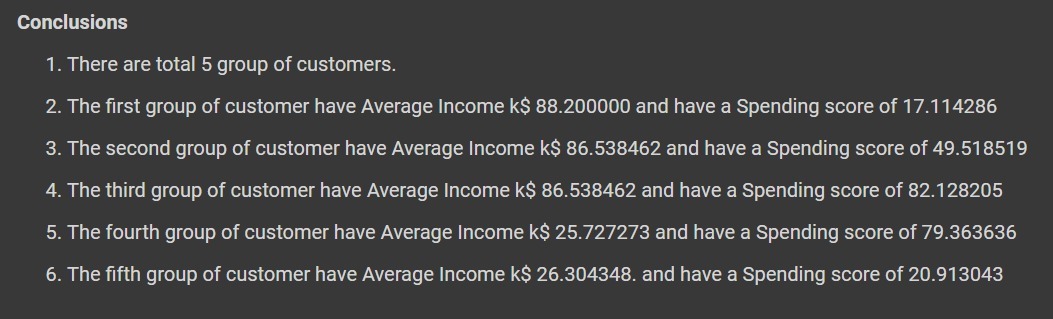 Conclusions
1. There are total 5 group of customers.
2. The first group of customer have Average Income k$ 88.200000 and have a Spending score of 17.114286
3. The second group of customer have Average Income k$ 86.538462 and have a Spending score of 49.518519
4. The third group of customer have Average Income k$ 86.538462 and have a Spending score of 82.128205
5. The fourth group of customer have Average Income k$ 25.727273 and have a Spending score of 79.363636
6. The fifth group of customer have Average Income k$ 26.304348. and have a Spending score of 20.913043